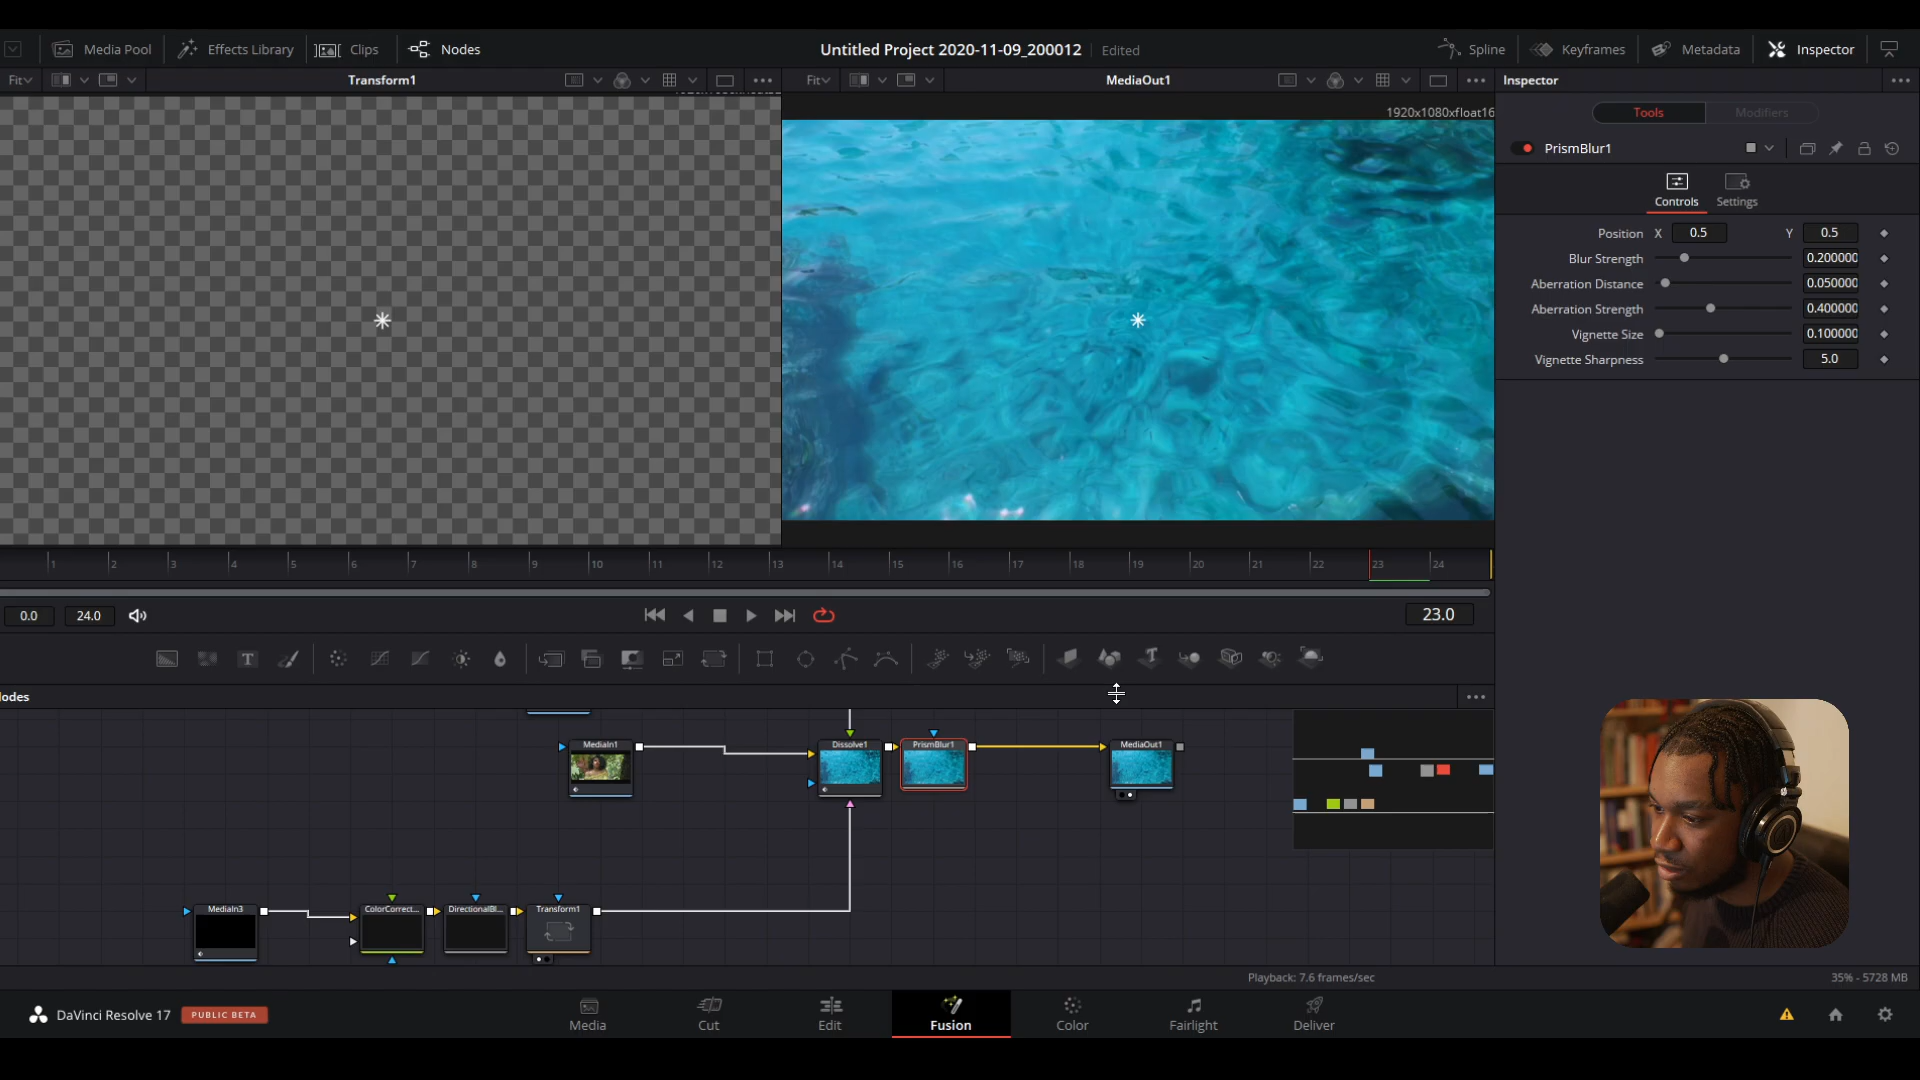 Media Pool
Effects Library
Clips
Nodes
Untitled Project 2020-11-09_200012
Edited
Spline
Keyframes
Metadata
Inspector
Fit
Transform1
Fit
MediaOut1
Inspector
1920x1080xfloat16
Tools
Modifiers
PrismBlur1
Controls
Settings
Position X 0.5 Y 0.5
Blur Strength 0.200000
Aberration Distance 0.050000
Aberration Strength 0.400000
Vignette Size 0.100000
Vignette Sharpness 5.0
1 2 3 4 5 6 7 8 9 10 11 12 13 14 15 16 17 18 19 20 21 22 23 24
0.0
24.0
23.0
T
T
odes
MediaIn1
Dissolve1
PrismBlur1
MediaOut1
MediaIn3
ColorCorrect...
DirectionalBl...
Transform1
Playback: 7.6 frames/sec
35% - 5728 MB
DaVinci Resolve 17
PUBLIC BETA
Media
Cut
Edit
Fusion
Color
Fairlight
Deliver